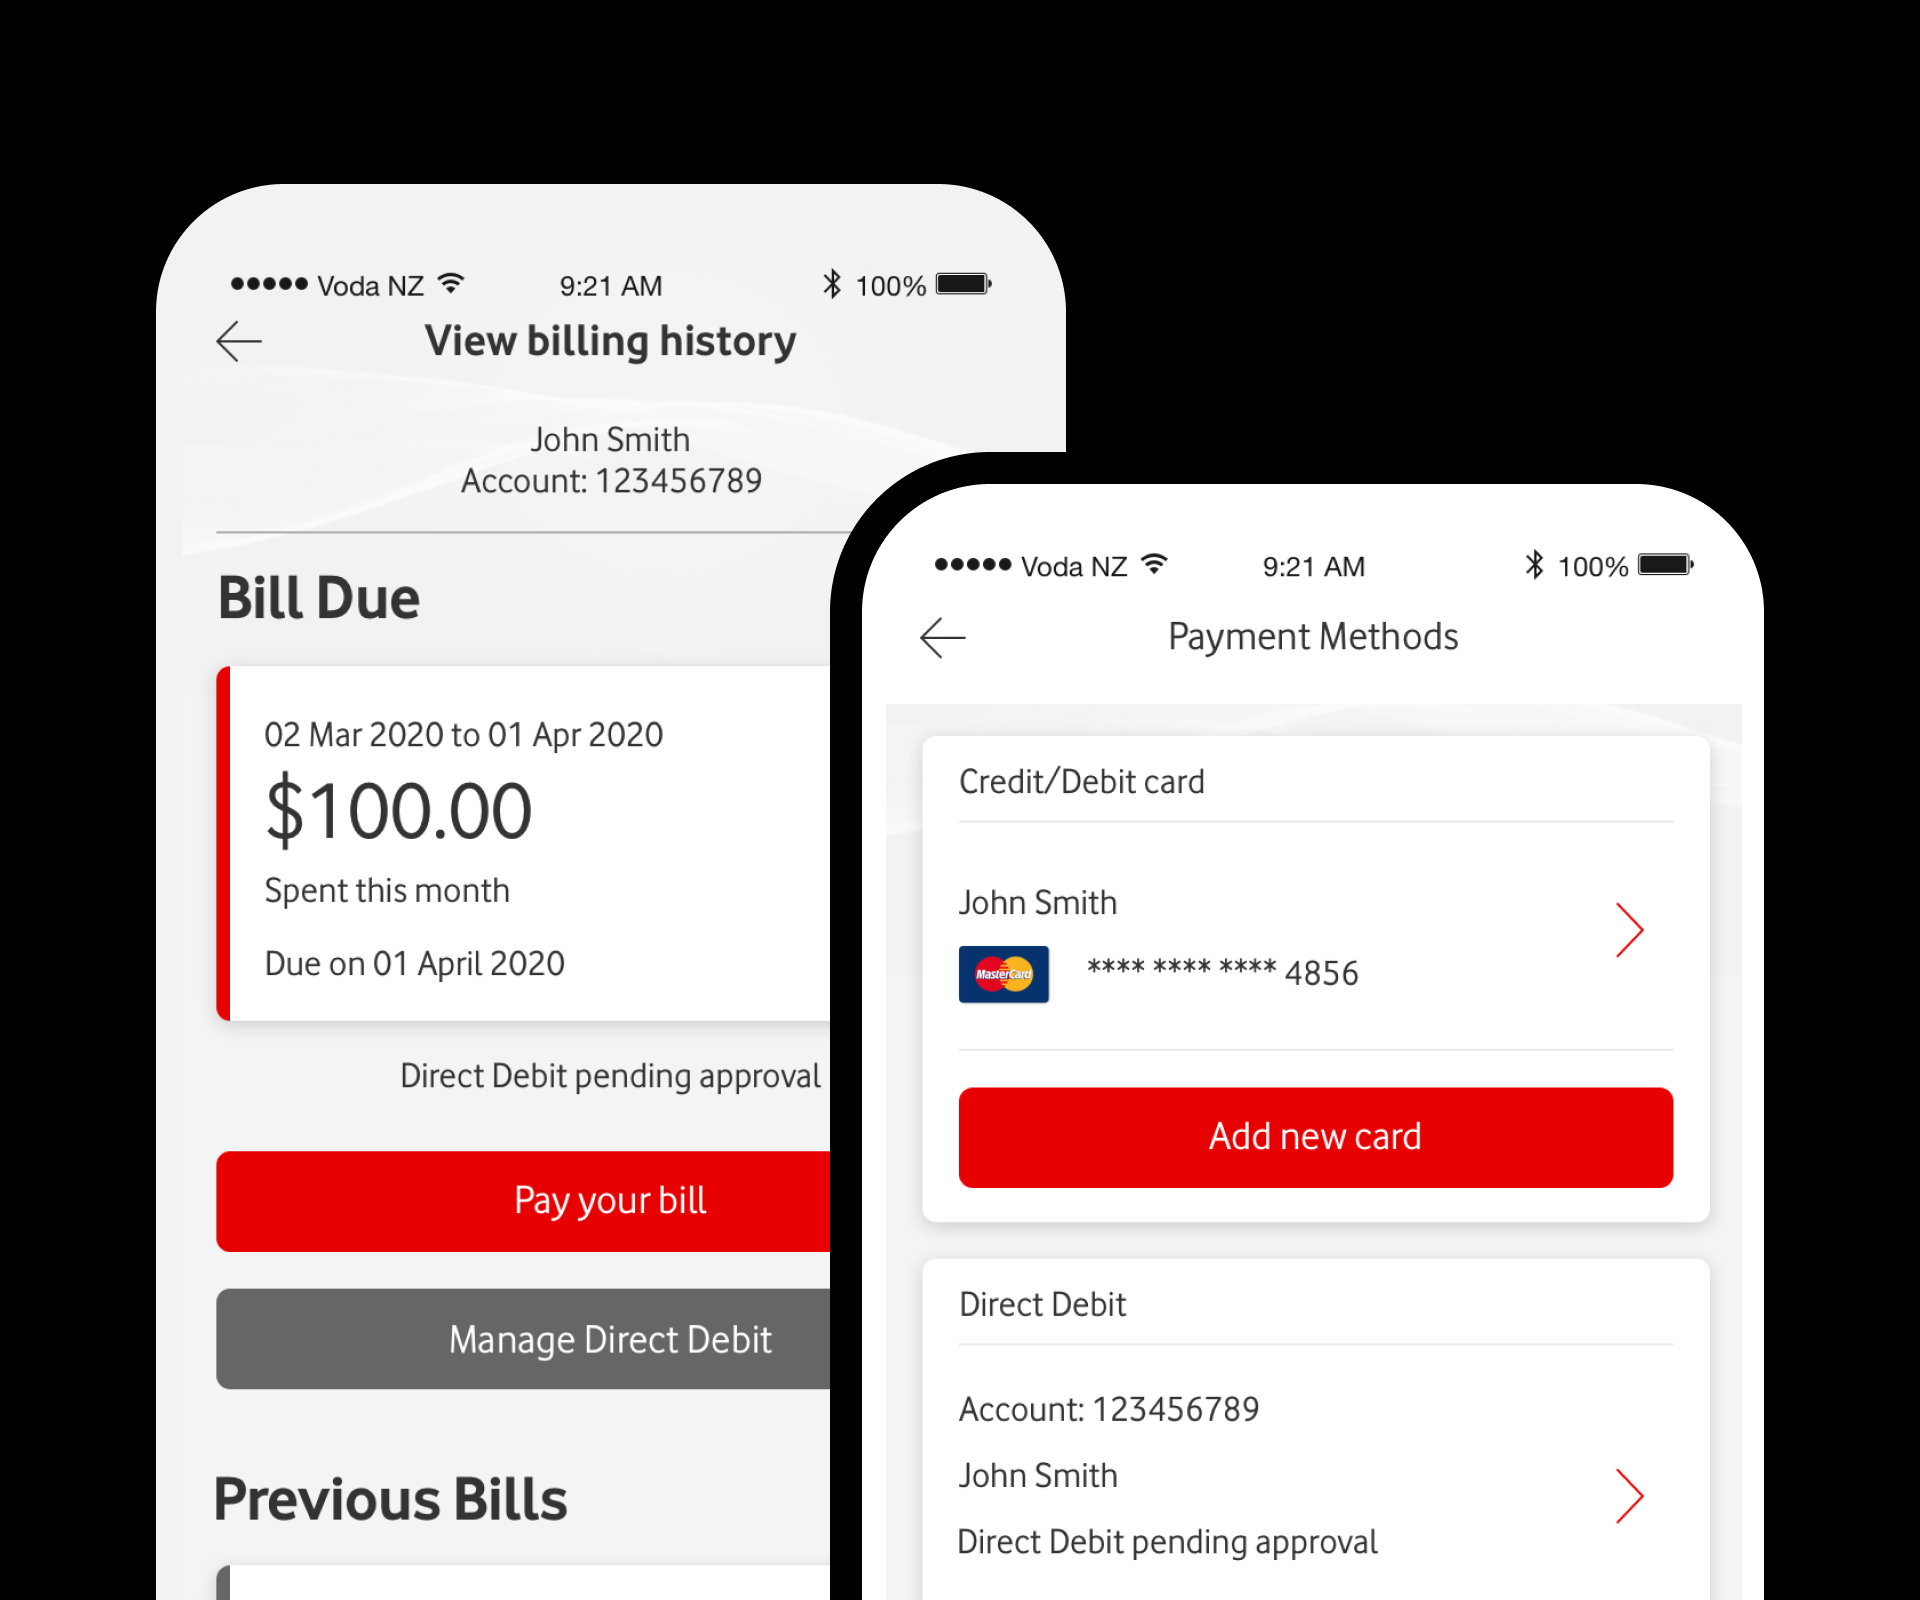 Voda NZ 9:21 AM 100%
View billing history
John Smith
Account: 123456789
Bill Due
02 Mar 2020 to 01 Apr 2020
$100.00
Spent this month
Due on 01 April 2020
Direct Debit pending approval
Pay your bill
Manage Direct Debit
Previous Bills
Voda NZ 9:21 AM 100%
Payment Methods
Credit/Debit card
John Smith
MasterCard **** **** **** 4856
Add new card
Direct Debit
Account: 123456789
John Smith
Direct Debit pending approval